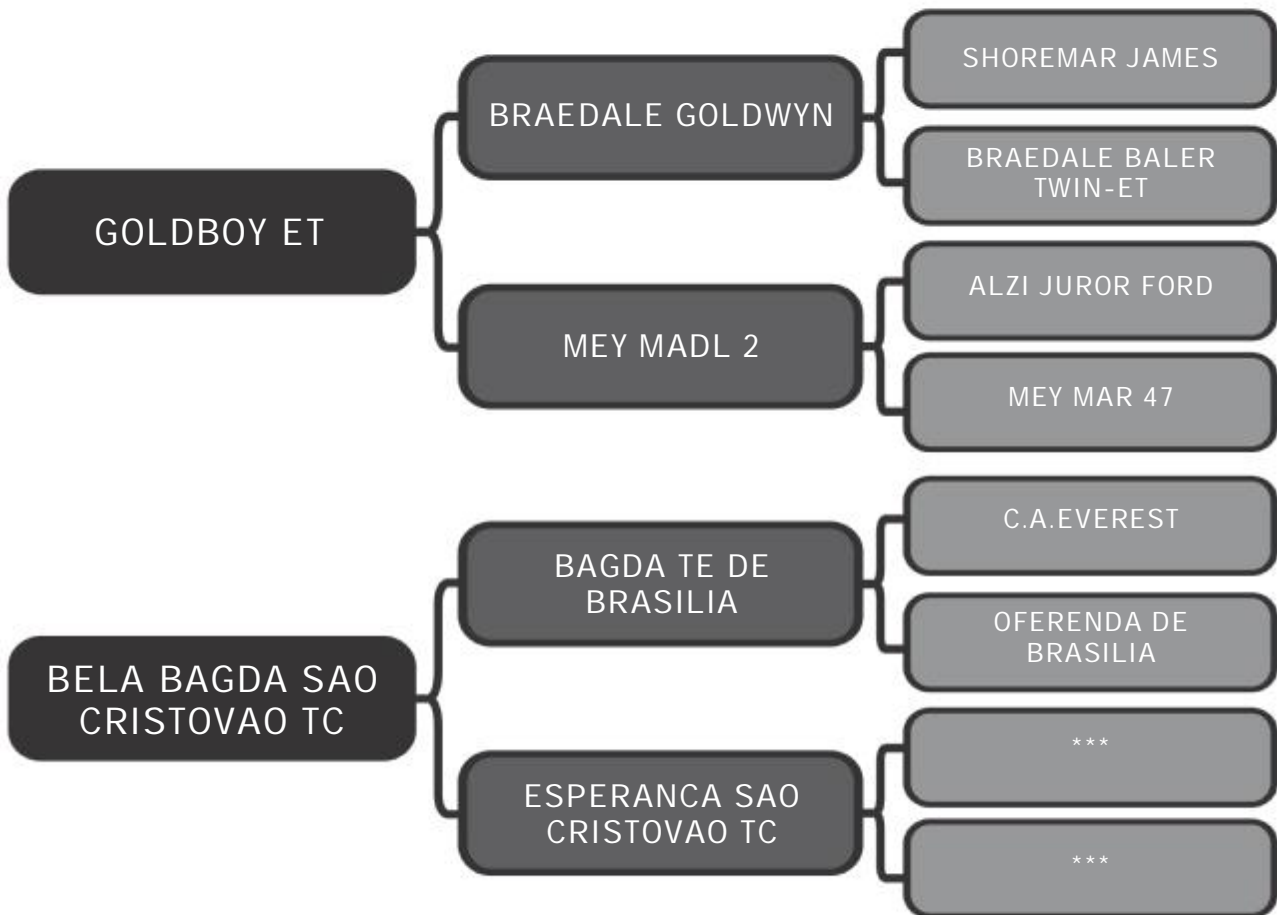 SHOREMAR JAMES
BRAEDALE GOLDWYN
BRAEDALE BALER
TWIN-ET
GOLDBOY ET
ALZI JUROR FORD
MEY MADL 2
MEY MAR 47
C.A.EVEREST
BAGDA TE DE
BRASILIA
OFERENDA DE
BRASILIA
BELA BAGDA SAO
CRISTOVAO TC
***
ESPERANCA SAO
CRISTOVAO TC
***